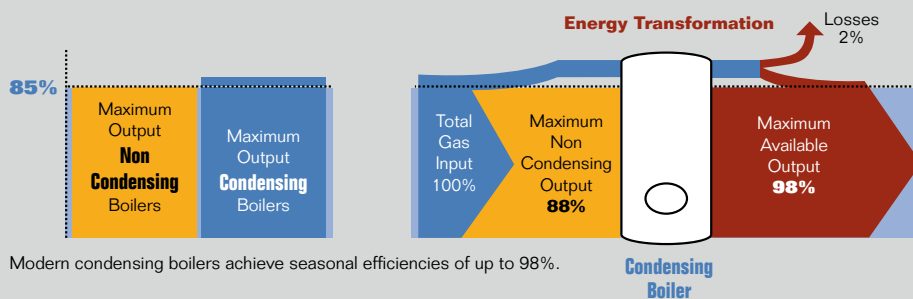 Energy Transformation
Losses
2%
85%
Maximum
Output
Non
Condensing
Boilers
Maximum
Output
Condensing
Boilers
Total
Gas
Input
100%
Maximum
Non
Condensing
Output
88%
Maximum
Available
Output
98%
Modern condensing boilers achieve seasonal efficiencies of up to 98%.
Condensing
Boiler